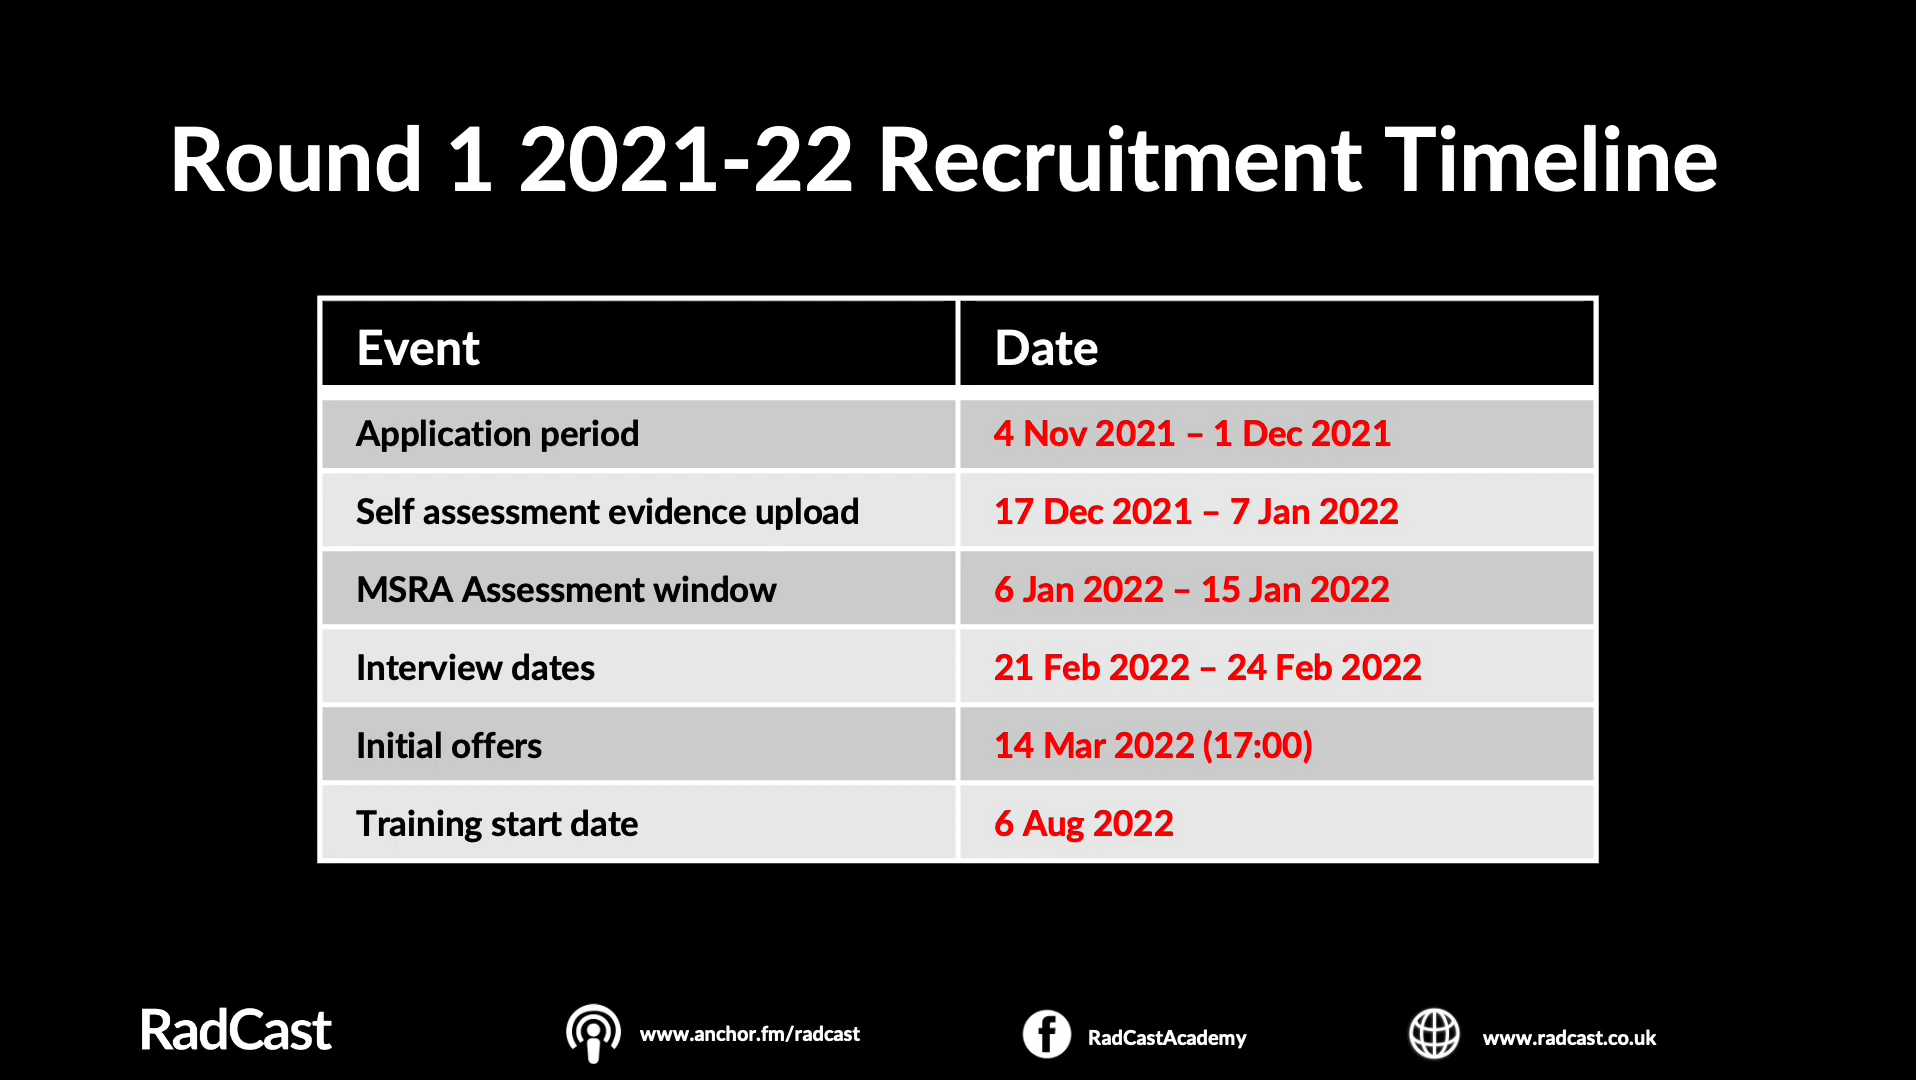 Round 1 2021-22 Recruitment Timeline
Event Date
Application period 4 Nov 2021 – 1 Dec 2021
Self assessment evidence upload 17 Dec 2021 – 7 Jan 2022
MSRA Assessment window 6 Jan 2022 – 15 Jan 2022
Interview dates 21 Feb 2022 – 24 Feb 2022
Initial offers 14 Mar 2022 (17:00)
Training start date 6 Aug 2022
RadCast www.anchor.fm/radcast RadCastAcademy www.radcast.co.uk